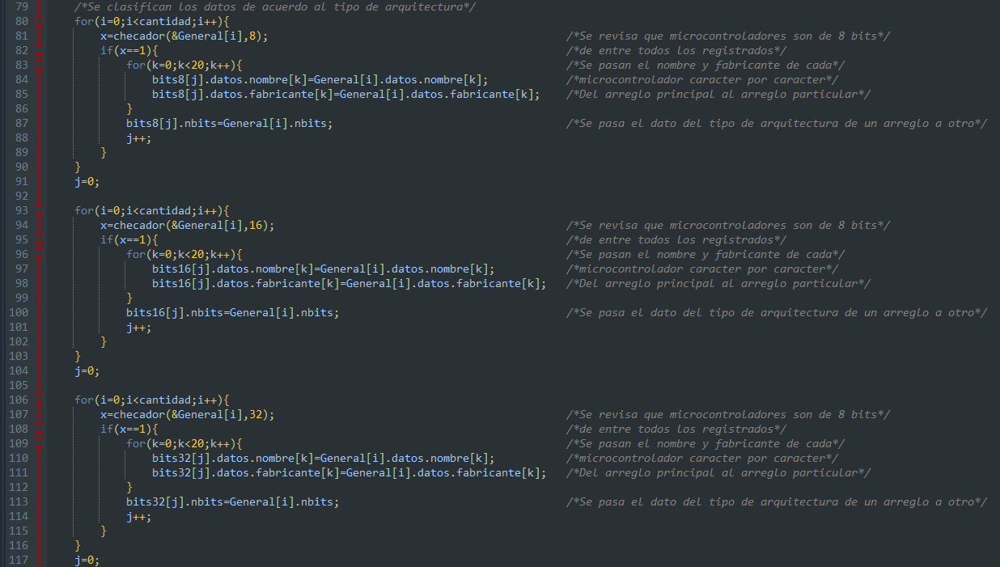 79 /*Se clasifican los datos de acuerdo al tipo de arquitectura*/
80 for(i=0;i<cantidad;i++){
81 x=checador(&General[i],8); /*Se revisa que microcontroladores son de 8 bits*/
82 if(x==1){ /*de entre todos los registrados*/
83 for(k=0;k<20;k++){ /*Se pasan el nombre y fabricante de cada*/
84 bits8[j].datos.nombre[k]=General[i].datos.nombre[k]; /*microcontrolador caracter por caracter*/
85 bits8[j].datos.fabricante[k]=General[i].datos.fabricante[k]; /*Del arreglo principal al arreglo particular*/
86 }
87 bits8[j].nbits=General[i].nbits; /*Se pasa el dato del tipo de arquitectura de un arreglo a otro*/
88 j++;
89 }
90 }
91 j=0;
92
93 for(i=0;i<cantidad;i++){
94 x=checador(&General[i],16); /*Se revisa que microcontroladores son de 8 bits*/
95 if(x==1){ /*de entre todos los registrados*/
96 for(k=0;k<20;k++){ /*Se pasan el nombre y fabricante de cada*/
97 bits16[j].datos.nombre[k]=General[i].datos.nombre[k]; /*microcontrolador caracter por caracter*/
98 bits16[j].datos.fabricante[k]=General[i].datos.fabricante[k]; /*Del arreglo principal al arreglo particular*/
99 }
100 bits16[j].nbits=General[i].nbits; /*Se pasa el dato del tipo de arquitectura de un arreglo a otro*/
101 j++;
102 }
103 }
104 j=0;
105
106 for(i=0;i<cantidad;i++){
107 x=checador(&General[i],32); /*Se revisa que microcontroladores son de 8 bits*/
108 if(x==1){ /*de entre todos los registrados*/
109 for(k=0;k<20;k++){ /*Se pasan el nombre y fabricante de cada*/
110 bits32[j].datos.nombre[k]=General[i].datos.nombre[k]; /*microcontrolador caracter por caracter*/
111 bits32[j].datos.fabricante[k]=General[i].datos.fabricante[k]; /*Del arreglo principal al arreglo particular*/
112 }
113 bits32[j].nbits=General[i].nbits; /*Se pasa el dato del tipo de arquitectura de un arreglo a otro*/
114 j++;
115 }
116 }
117 j=0;